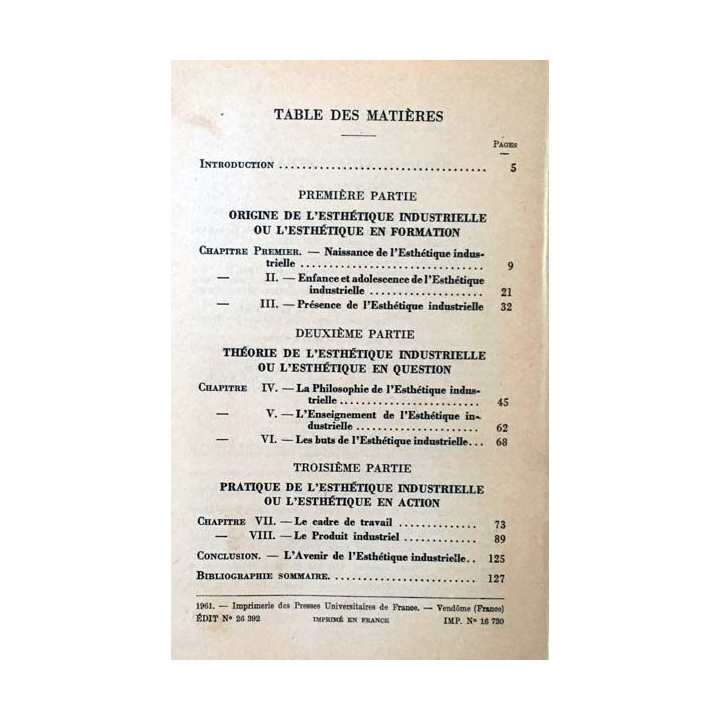 TABLE DES MATIÈRES
PAGES
INTRODUCTION .................................... 5
PREMIÈRE PARTIE
ORIGINE DE L'ESTHÉTIQUE INDUSTRIELLE
OU L'ESTHÉTIQUE EN FORMATION
CHAPITRE PREMIER. — Naissance de l'Esthétique indus-
trielle ............................... 9
— II. — Enfance et adolescence de l'Esthétique
industrielle .................... 21
— III. — Présence de l'Esthétique industrielle 32
DEUXIÈME PARTIE
THÉORIE DE L'ESTHÉTIQUE INDUSTRIELLE
OU L'ESTHÉTIQUE EN QUESTION
CHAPITRE IV. — La Philosophie de l'Esthétique indus-
trielle ........................ 45
— V. — L'Enseignement de l'Esthétique in-
dustrielle ..................... 62
— VI. — Les buts de l'Esthétique industrielle... 68
TROISIÈME PARTIE
PRATIQUE DE L'ESTHÉTIQUE INDUSTRIELLE
OU L'ESTHÉTIQUE EN ACTION
CHAPITRE VII. — Le cadre de travail ............. 73
— VIII. — Le Produit industriel ............ 89
CONCLUSION. — L'Avenir de l'Esthétique industrielle.. 125
BIBLIOGRAPHIE SOMMAIRE. ........................ 127
1961. — Imprimerie des Presses Universitaires de France. — Vendôme (France)
ÉDIT Nº 26 392 IMPRIMÉ EN FRANCE IMP. Nº 16 730